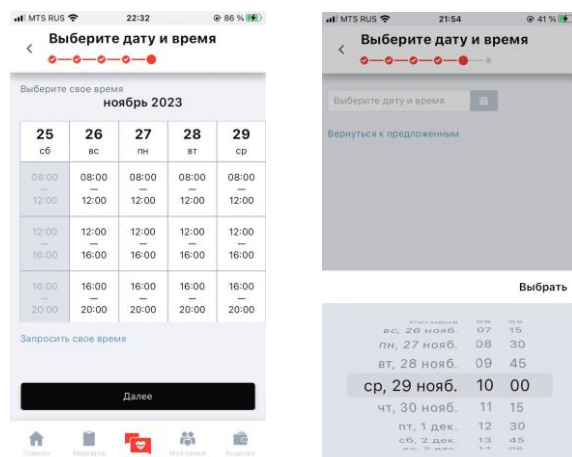 MTS RUS 22:32 86 %
Выберите дату и время
Выберите свое время
ноябрь 2023
25 26 27 28 29
сб вс пн вт ср
08:00 08:00 08:00 08:00 08:00
— — — — —
12:00 12:00 12:00 12:00 12:00
12:00 12:00 12:00 12:00 12:00
— — — — —
16:00 16:00 16:00 16:00 16:00
16:00 16:00 16:00 16:00 16:00
— — — — —
20:00 20:00 20:00 20:00 20:00
Запросить свое время
Далее
Главная Медкарта Моя семья Кошелек
MTS RUS 21:54 41 %
Выберите дату и время
Выберите дату и время
Вернуться к предложенным
Выбрать
Сегодня
вс, 26 нояб. 07 15
пн, 27 нояб. 08 30
вт, 28 нояб. 09 45
ср, 29 нояб. 10 00
чт, 30 нояб. 11 15
пт, 1 дек. 12 30
сб, 2 дек. 13 45